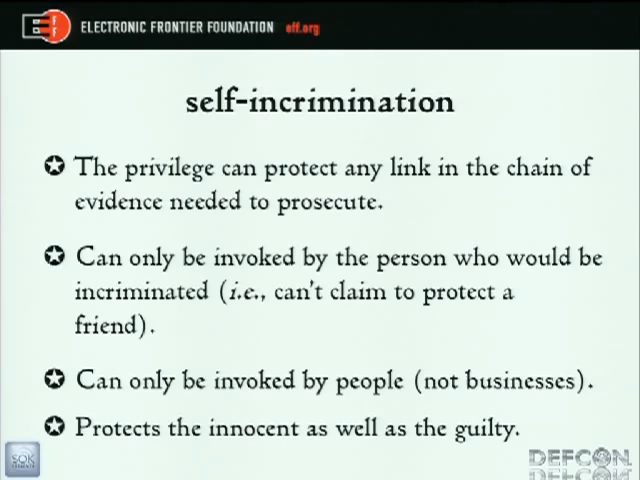 ELECTRONIC FRONTIER FOUNDATION eff.org
self-incrimination
The privilege can protect any link in the chain of
evidence needed to prosecute.
Can only be invoked by the person who would be
incriminated (i.e., can't claim to protect a
friend).
Can only be invoked by people (not businesses).
Protects the innocent as well as the guilty.
SOK
DEFCON